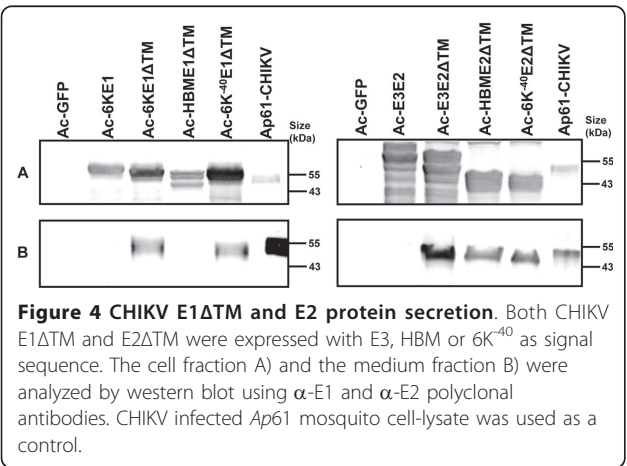 Ac-GFP
Ac-6KE1
Ac-6KE1ΔTM
Ac-HBME1ΔTM
Ac-6K⁻⁴⁰E1ΔTM
Ap61-CHIKV
Size
(kDa)
Ac-GFP
Ac-E3E2
Ac-E3E2ΔTM
Ac-HBME2ΔTM
Ac-6K⁻⁴⁰E2ΔTM
Ap61-CHIKV
Size
(kDa)
A
55
43
55
43
B
55
43
55
43
Figure 4 CHIKV E1ΔTM and E2 protein secretion. Both CHIKV
E1ΔTM and E2ΔTM were expressed with E3, HBM or 6K⁻⁴⁰ as signal
sequence. The cell fraction A) and the medium fraction B) were
analyzed by western blot using α-E1 and α-E2 polyclonal
antibodies. CHIKV infected Ap61 mosquito cell-lysate was used as a
control.